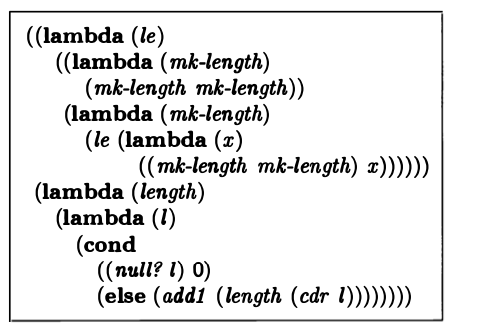 ((lambda (le)
((lambda (mk-length)
(mk-length mk-length))
(lambda (mk-length)
(le (lambda (x)
((mk-length mk-length) x))))))
(lambda (length)
(lambda (l)
(cond
((null? l) 0)
(else (add1 (length (cdr l))))))))